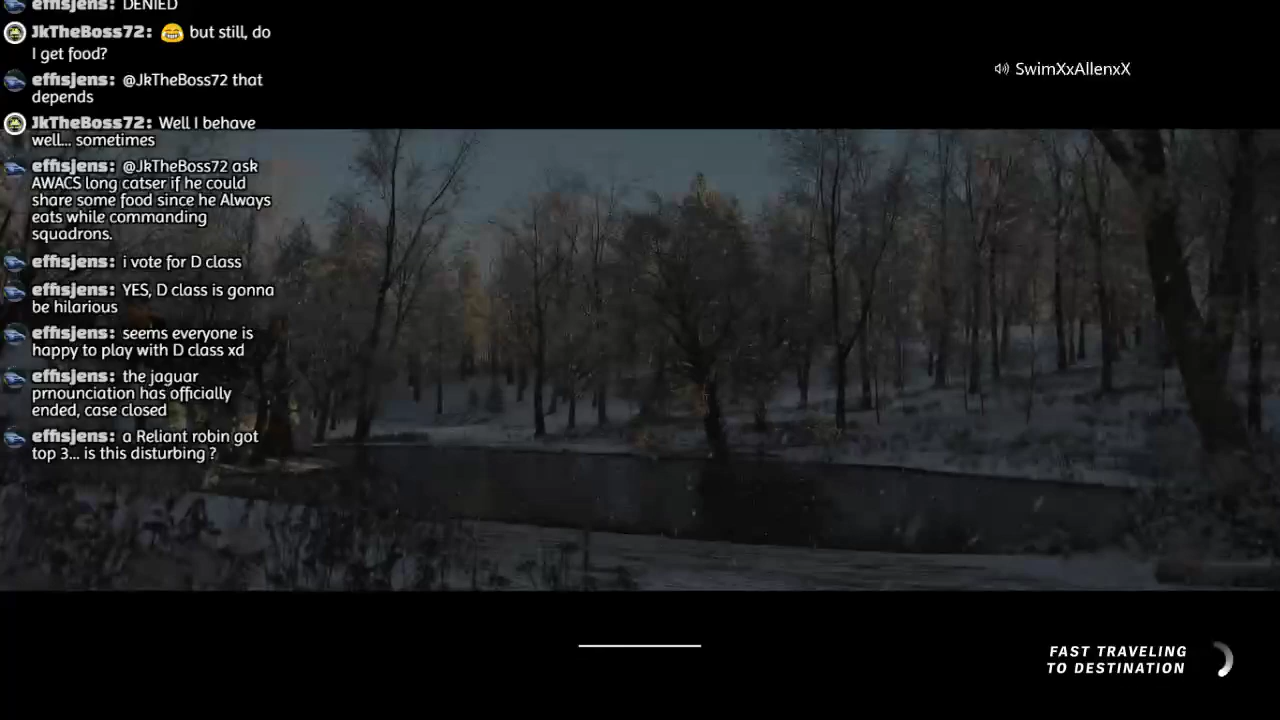 effisjens: DENIED
JkTheBoss72: 😂 but still, do
I get food?
effisjens: @JkTheBoss72 that
depends
JkTheBoss72: Well I behave
well... sometimes
effisjens: @JkTheBoss72 ask
AWACS long catser if he could
share some food since he Always
eats while commanding
squadrons.
effisjens: i vote for D class
effisjens: YES, D class is gonna
be hilarious
effisjens: seems everyone is
happy to play with D class xd
effisjens: the jaguar
prnounciation has officially
ended, case closed
effisjens: a Reliant robin got
top 3... is this disturbing ?
SwimXxAllenxX
FAST TRAVELING
TO DESTINATION